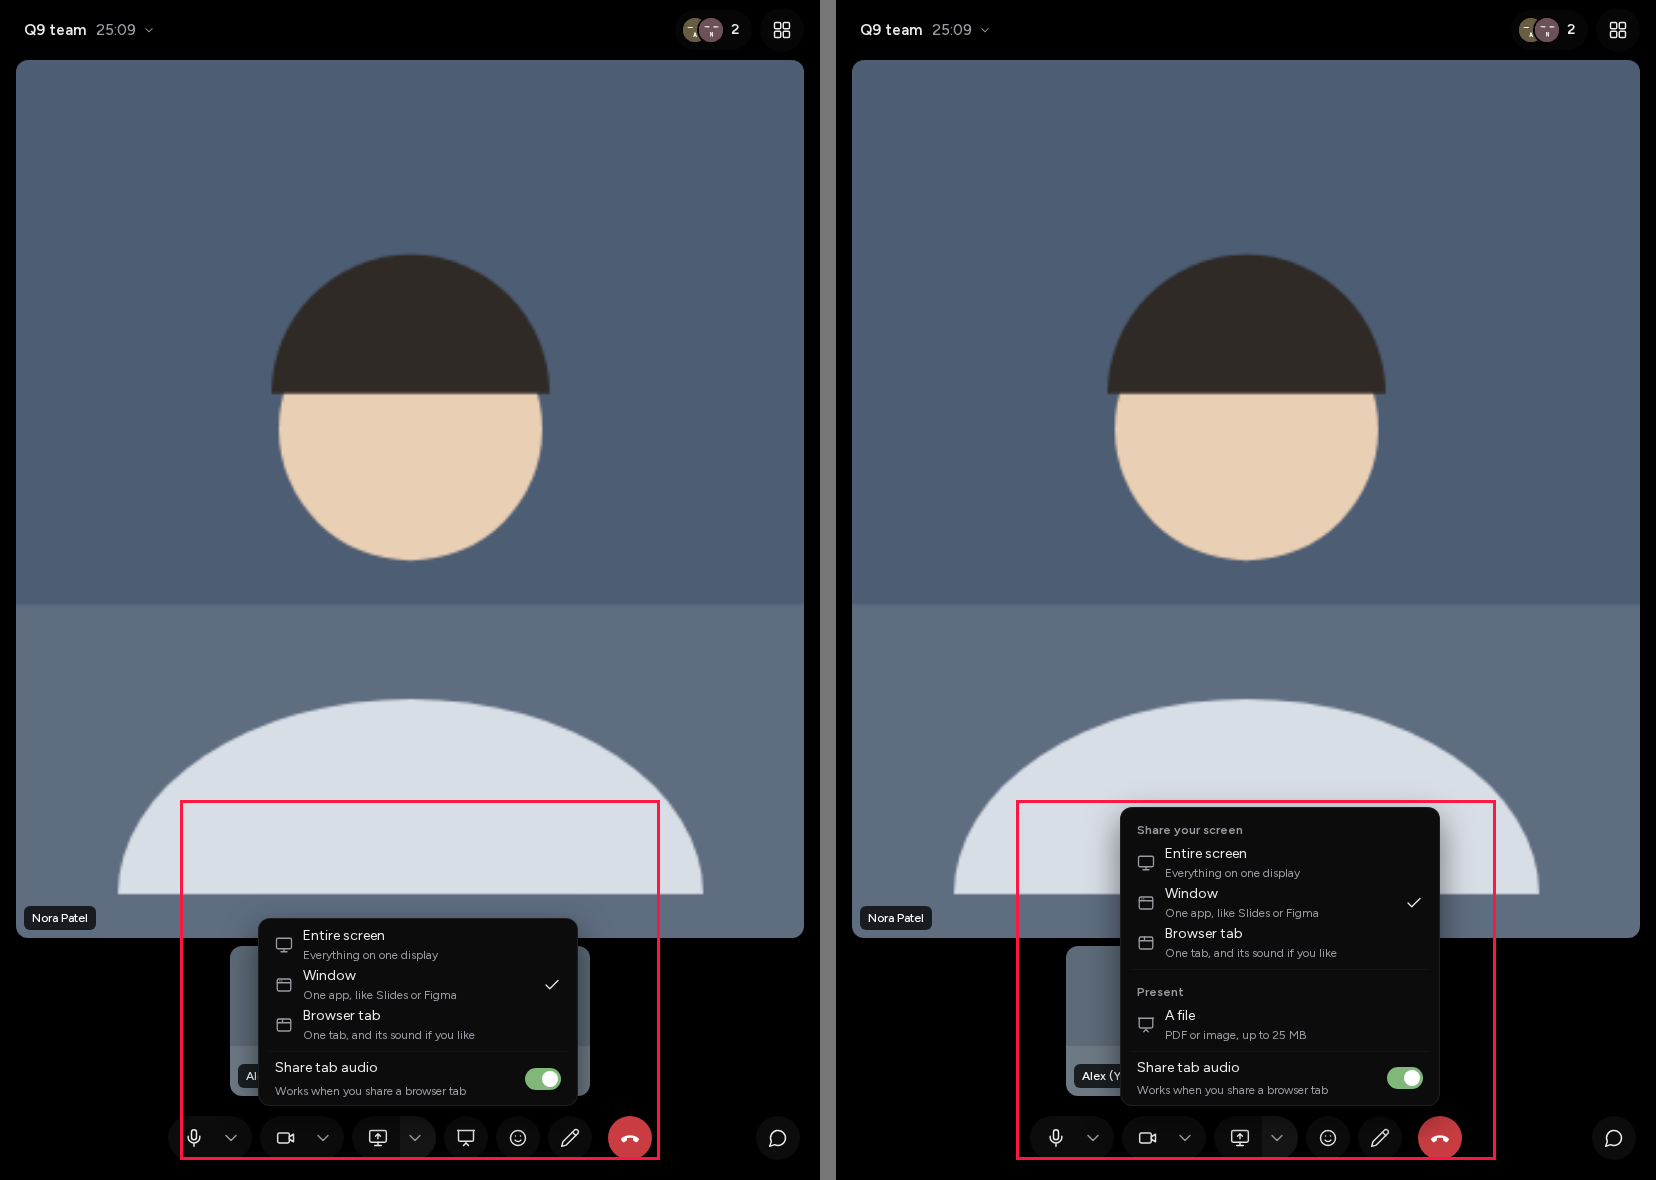 Q9 team 25:09
2
Nora Patel
Entire screen
Everything on one display
Window
One app, like Slides or Figma
Browser tab
One tab, and its sound if you like
Share tab audio
Works when you share a browser tab
Al
Q9 team 25:09
2
Nora Patel
Share your screen
Entire screen
Everything on one display
Window
One app, like Slides or Figma
Browser tab
One tab, and its sound if you like
Present
A file
PDF or image, up to 25 MB
Share tab audio
Works when you share a browser tab
Alex (Y